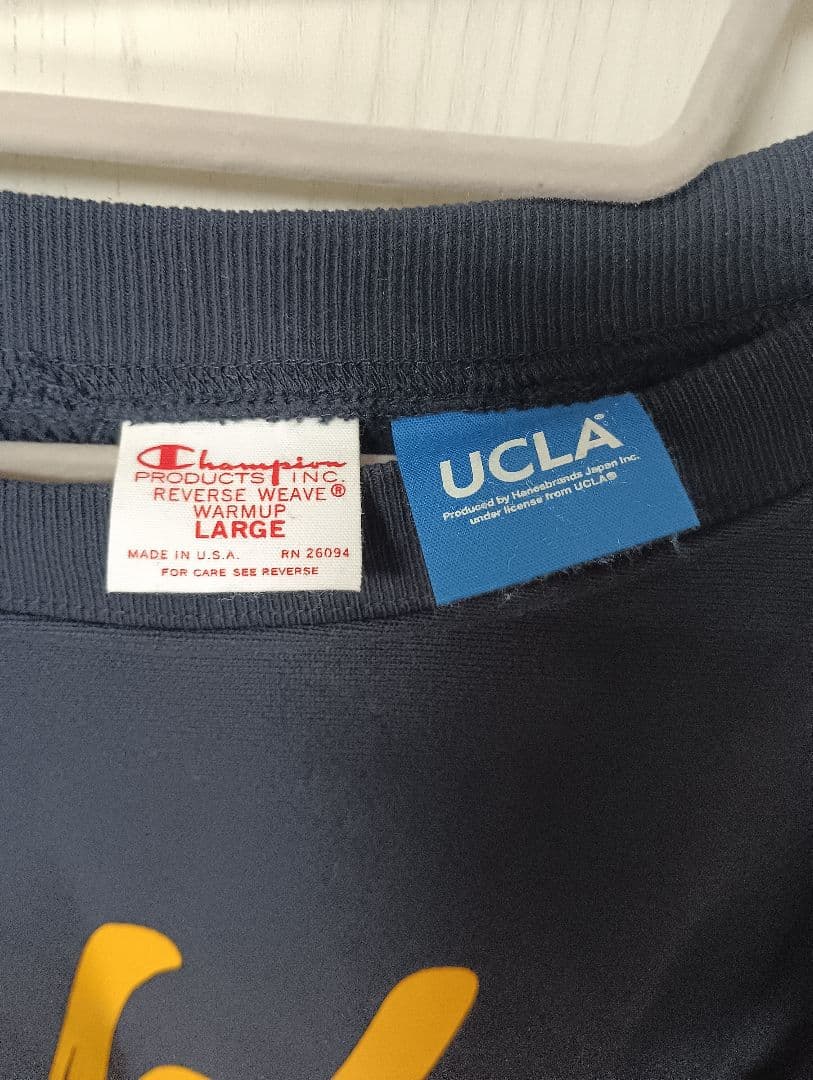 Champion
PRODUCTS INC.
REVERSE WEAVE®
WARMUP
LARGE
MADE IN U.S.A. RN 26094
FOR CARE SEE REVERSE
UCLA®
Produced by Hanesbrands Japan Inc.
under license from UCLA®